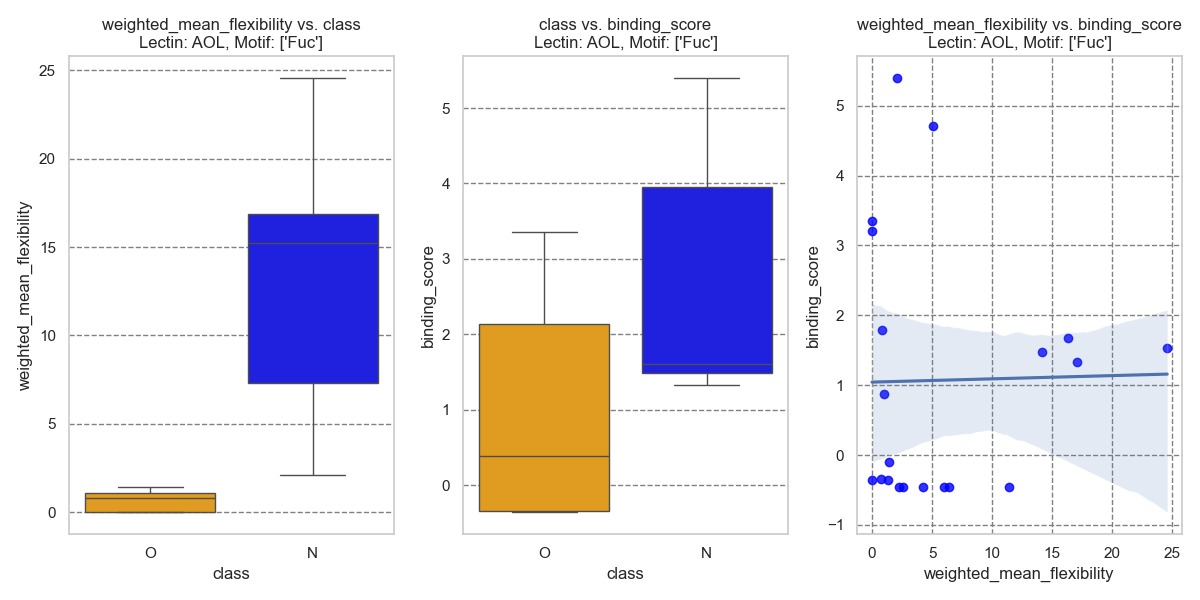 weighted_mean_flexibility vs. class
Lectin: AOL, Motif: ['Fuc']
25
20
15
10
5
0
weighted_mean_flexibility
O
N
class
class vs. binding_score
Lectin: AOL, Motif: ['Fuc']
5
4
3
2
1
0
binding_score
O
N
class
weighted_mean_flexibility vs. binding_score
Lectin: AOL, Motif: ['Fuc']
5
4
3
2
1
0
−1
binding_score
0
5
10
15
20
25
weighted_mean_flexibility